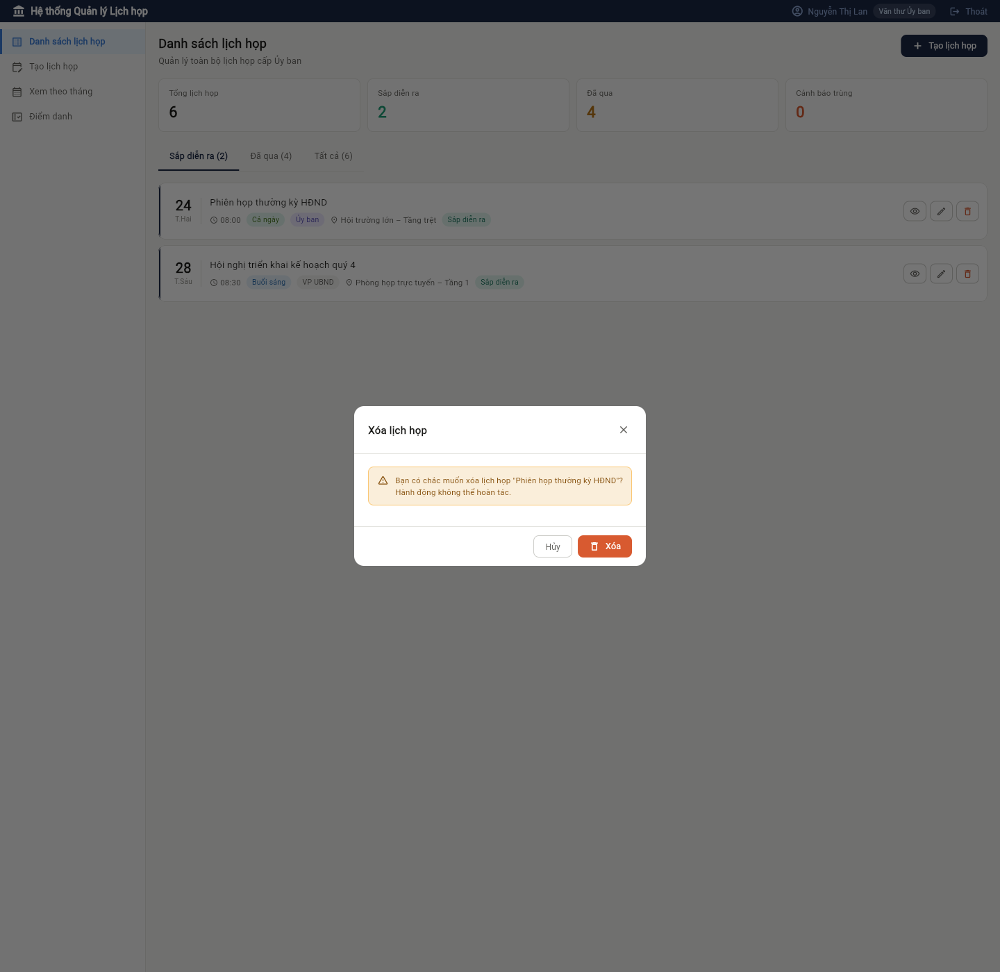 Hệ thống Quản lý Lịch họp
Nguyễn Thị Lan
Văn thư Ủy ban
Thoát
Danh sách lịch họp
Tạo lịch họp
Xem theo tháng
Điểm danh
Danh sách lịch họp
Quản lý toàn bộ lịch họp cấp Ủy ban
Tạo lịch họp
Tổng lịch họp
6
Sắp diễn ra
2
Đã qua
4
Cảnh báo trùng
0
Sắp diễn ra (2)
Đã qua (4)
Tất cả (6)
24
T.Hai
Phiên họp thường kỳ HĐND
08:00 Cả ngày Ủy ban Hội trường lớn – Tầng trệt Sắp diễn ra
28
T.Sáu
Hội nghị triển khai kế hoạch quý 4
08:30 Buổi sáng VP UBND Phòng họp trực tuyến – Tầng 1 Sắp diễn ra
Xóa lịch họp
Bạn có chắc muốn xóa lịch họp "Phiên họp thường kỳ HĐND"?
Hành động không thể hoàn tác.
Hủy
Xóa